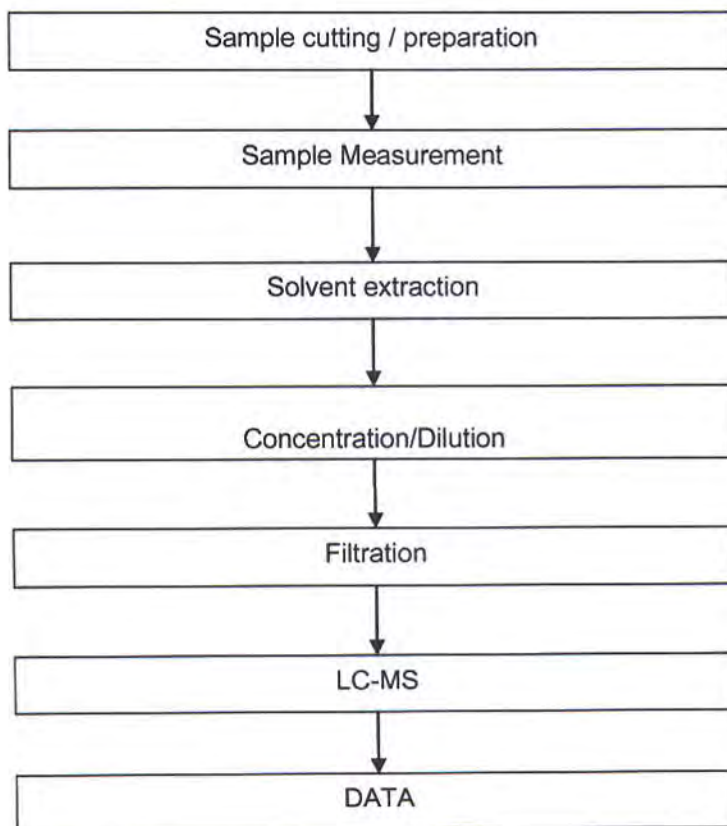 Sample cutting / preparation
Sample Measurement
Solvent extraction
Concentration/Dilution
Filtration
LC-MS
DATA